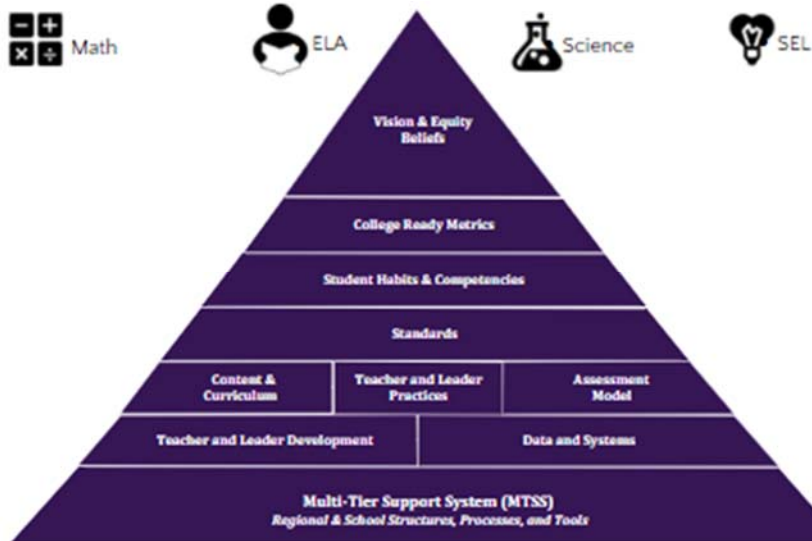 Math
ELA
Science
SEL
Vision & Equity
Beliefs
College Ready Metrics
Student Habits & Competencies
Standards
Content &
Curriculum
Teacher and Leader
Practices
Assessment
Model
Teacher and Leader Development
Data and Systems
Multi-Tier Support System (MTSS)
Regional & School Structures, Processes, and Tools